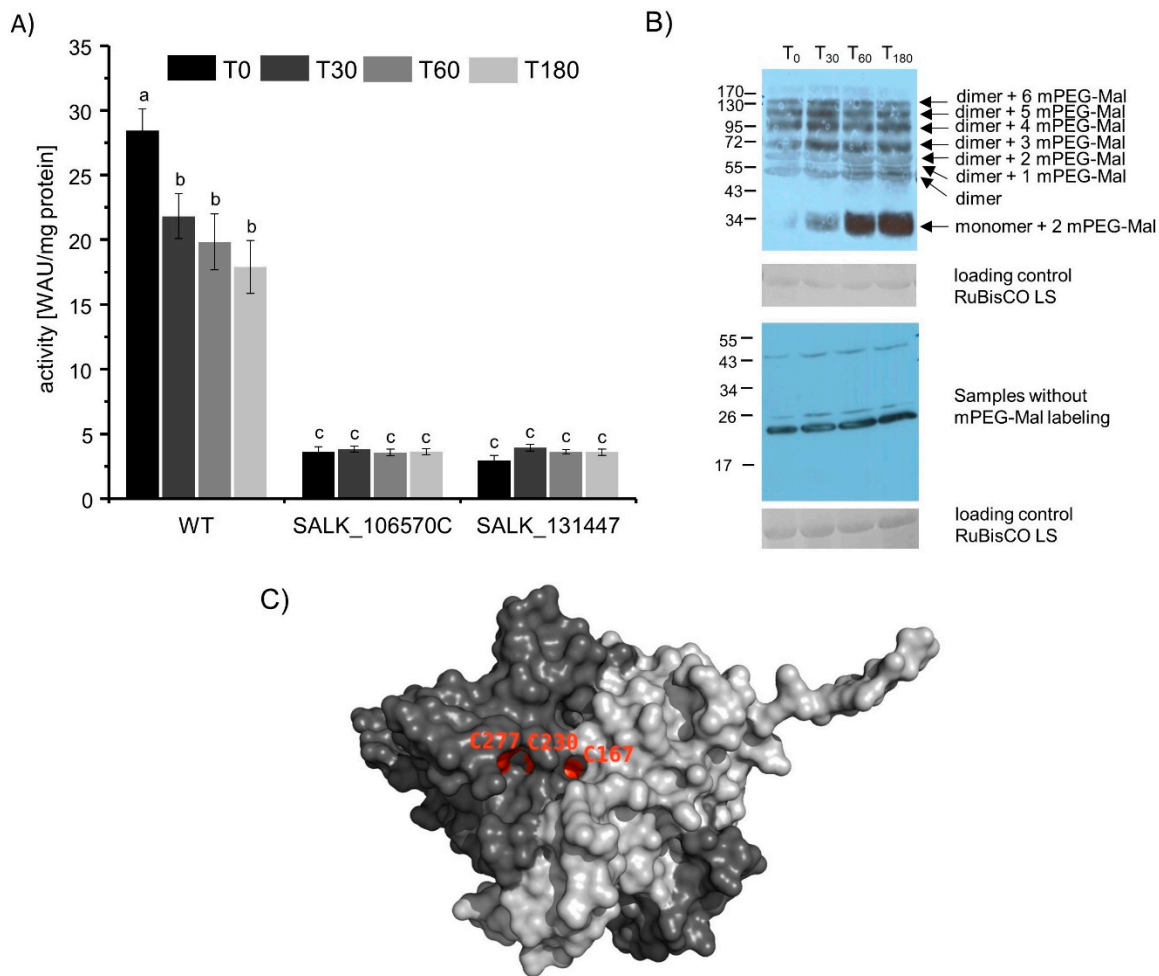 A)
T0 T30 T60 T180
35
30
25
20
15
10
5
0
activity [WAU/mg protein]
a
b
b
b
c c c c
c c c c
WT SALK_106570C SALK_131447
B)
T0 T30 T60 T180
170
130
95
72
55
43
34
dimer + 6 mPEG-Mal
dimer + 5 mPEG-Mal
dimer + 4 mPEG-Mal
dimer + 3 mPEG-Mal
dimer + 2 mPEG-Mal
dimer + 1 mPEG-Mal
dimer
monomer + 2 mPEG-Mal
loading control
RuBisCO LS
55
43
34
26
17
Samples without
mPEG-Mal labeling
loading control
RuBisCO LS
C)
C277 C230 C167